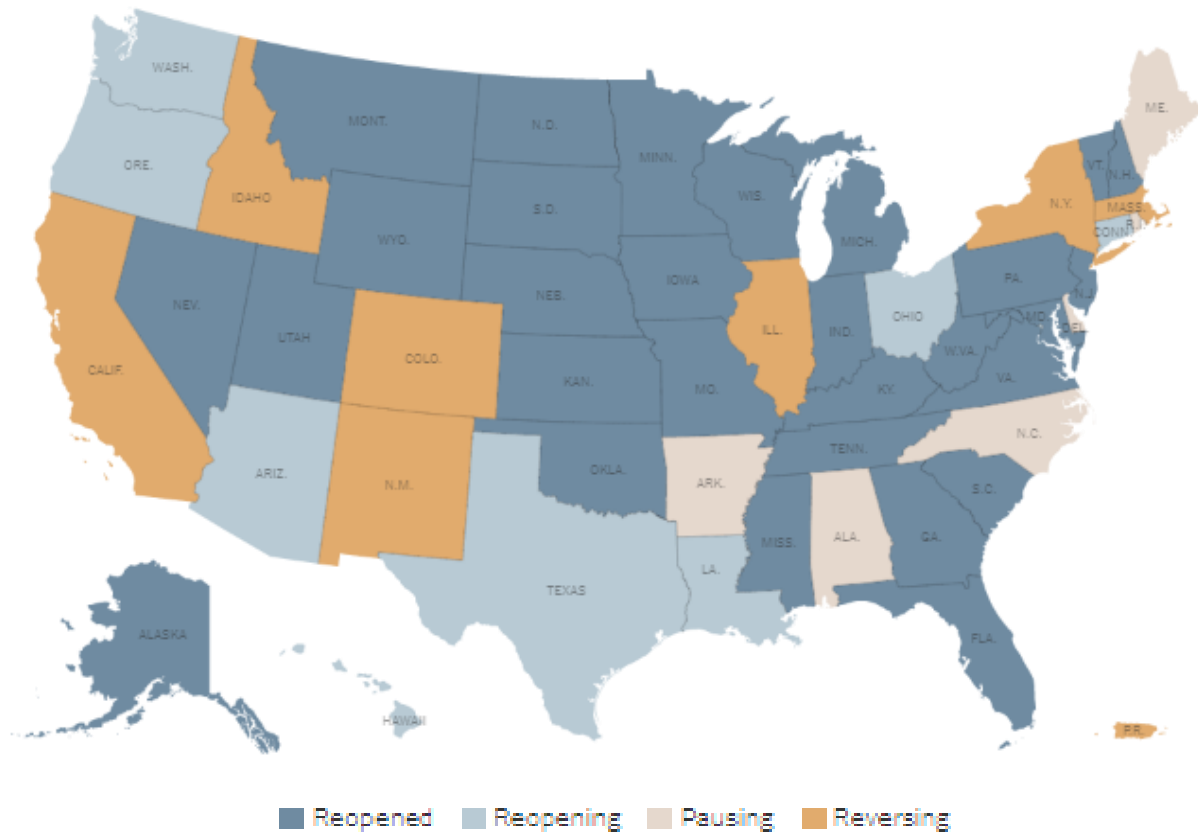 WASH.
ME.
MONT.
N.D.
ORE.
MINN.
VT.
N.H.
IDAHO
WIS.
S.D.
N.Y.
MASS.
R.
CONN.
WYO.
MICH.
IOWA
PA.
NEB.
N.J.
NEV.
OHIO
MD.
DEL.
UTAH
ILL.
IND.
W.VA.
COLO.
CALIF.
KAN.
MO.
KY.
VA.
N.C.
TENN.
ARIZ.
OKLA.
N.M.
ARK.
S.C.
MISS.
ALA.
GA.
LA.
TEXAS
ALASKA
FLA.
HAWAII
P.R.
Reopened Reopening Pausing Reversing